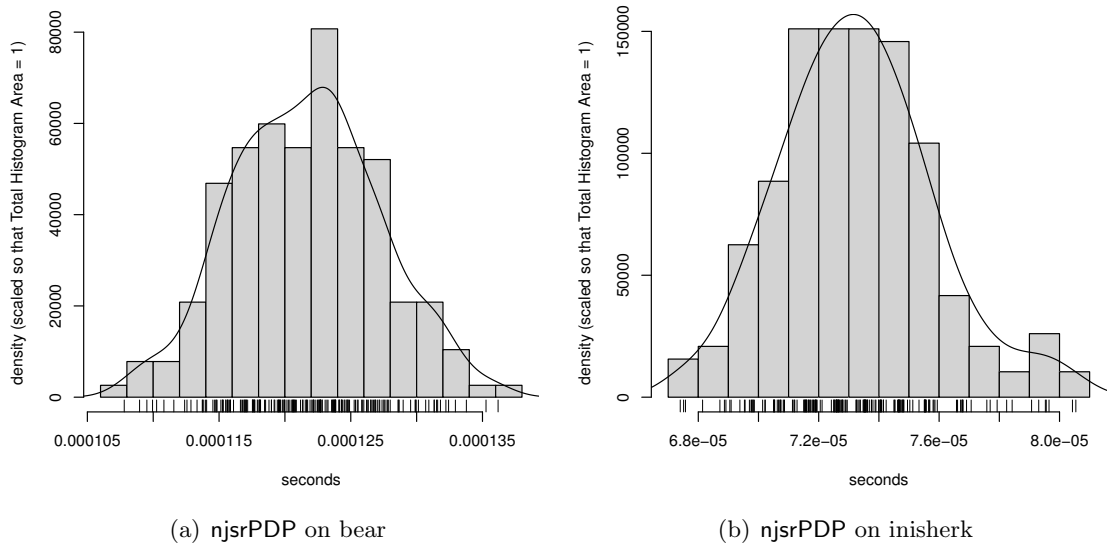 density (scaled so that Total Histogram Area = 1)
80000
60000
40000
20000
0
0.000105
0.000115
0.000125
0.000135
seconds
(a) njsrPDP on bear
density (scaled so that Total Histogram Area = 1)
150000
100000
50000
0
6.8e−05
7.2e−05
7.6e−05
8.0e−05
seconds
(b) njsrPDP on inisherk